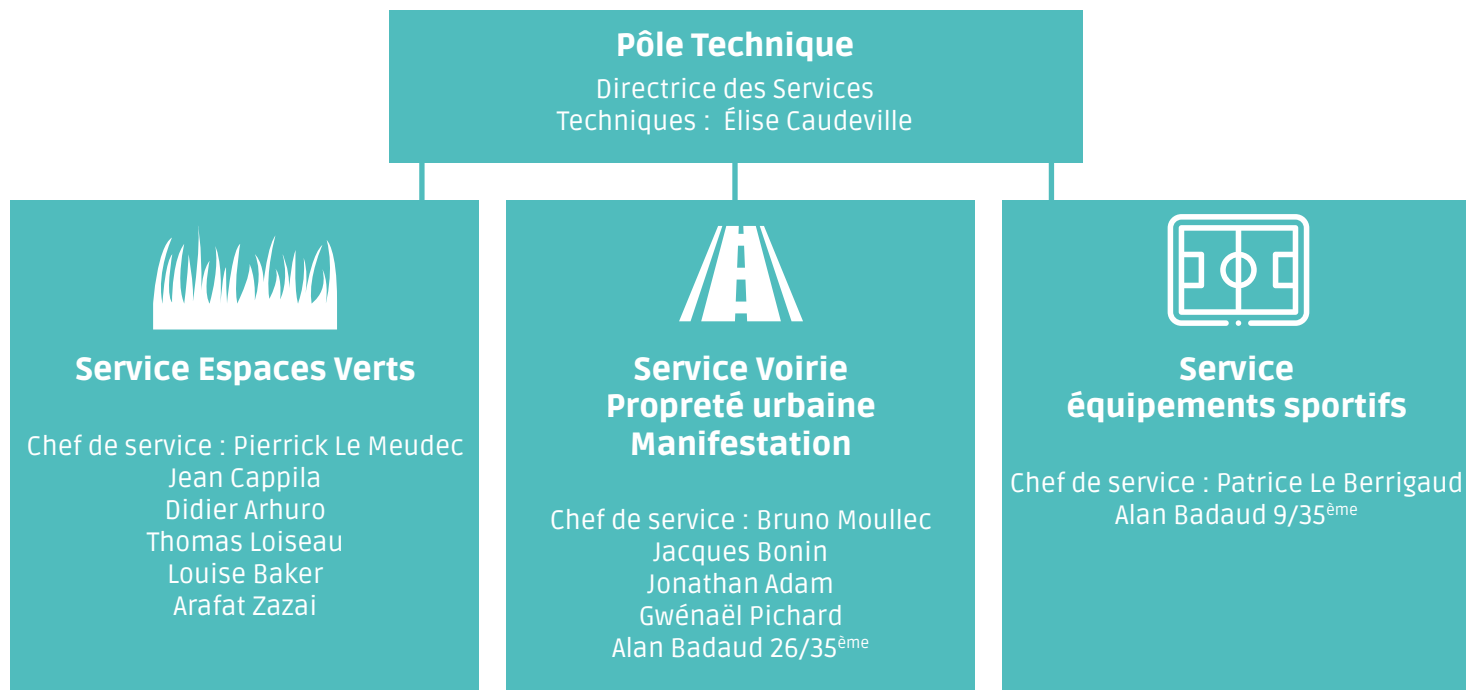 Pôle Technique
Directrice des Services
Techniques : Élise Caudeville
Service Espaces Verts
Chef de service : Pierrick Le Meudec
Jean Cappila
Didier Arhuro
Thomas Loiseau
Louise Baker
Arafat Zazai
Service Voirie
Propreté urbaine
Manifestation
Chef de service : Bruno Moullec
Jacques Bonin
Jonathan Adam
Gwénaël Pichard
Alan Badaud 26/35ème
Service
équipements sportifs
Chef de service : Patrice Le Berrigaud
Alan Badaud 9/35ème